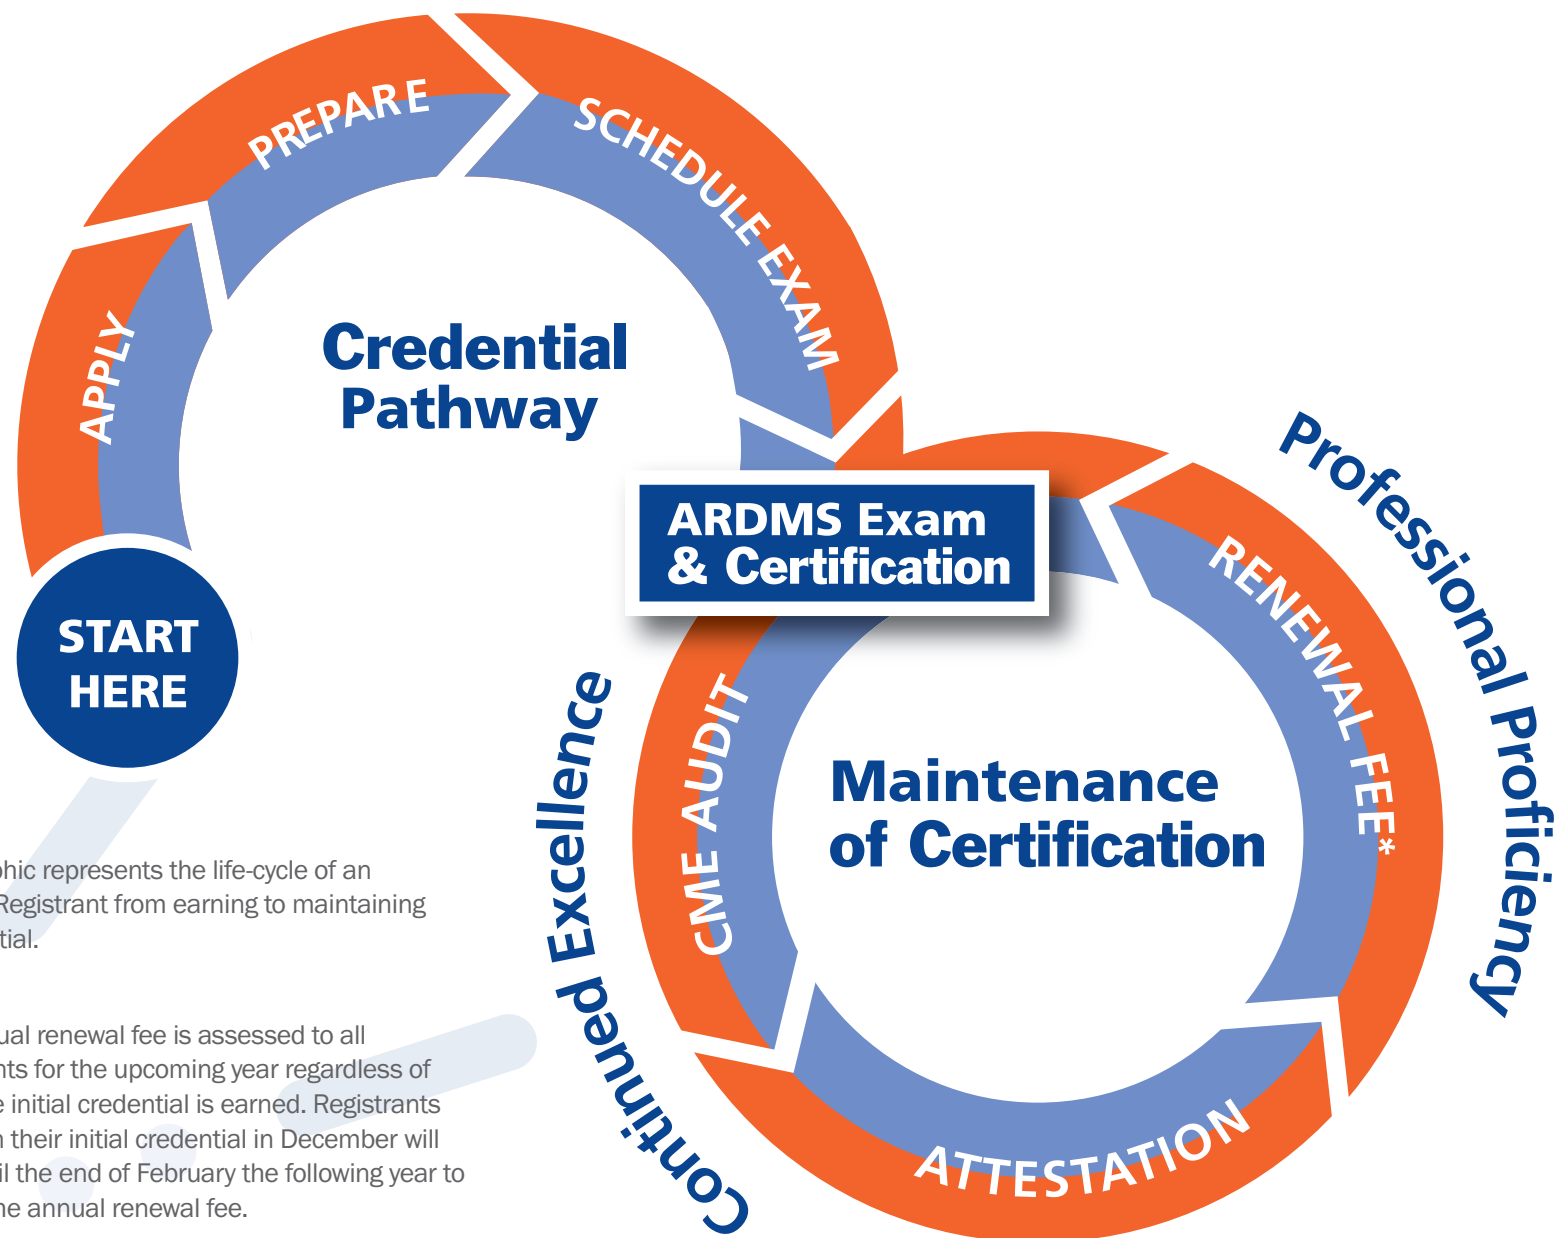 PREPARE
SCHEDULE EXAM
APPLY
Credential
Pathway
START
HERE
ARDMS Exam
& Certification
Professional Proficiency
RENEWAL FEE*
CME AUDIT
Maintenance
of Certification
Continued Excellence
ATTESTATION
phic represents the life-cycle of an
Registrant from earning to maintaining
tial.
ual renewal fee is assessed to all
nts for the upcoming year regardless of
e initial credential is earned. Registrants
n their initial credential in December will
il the end of February the following year to
he annual renewal fee.